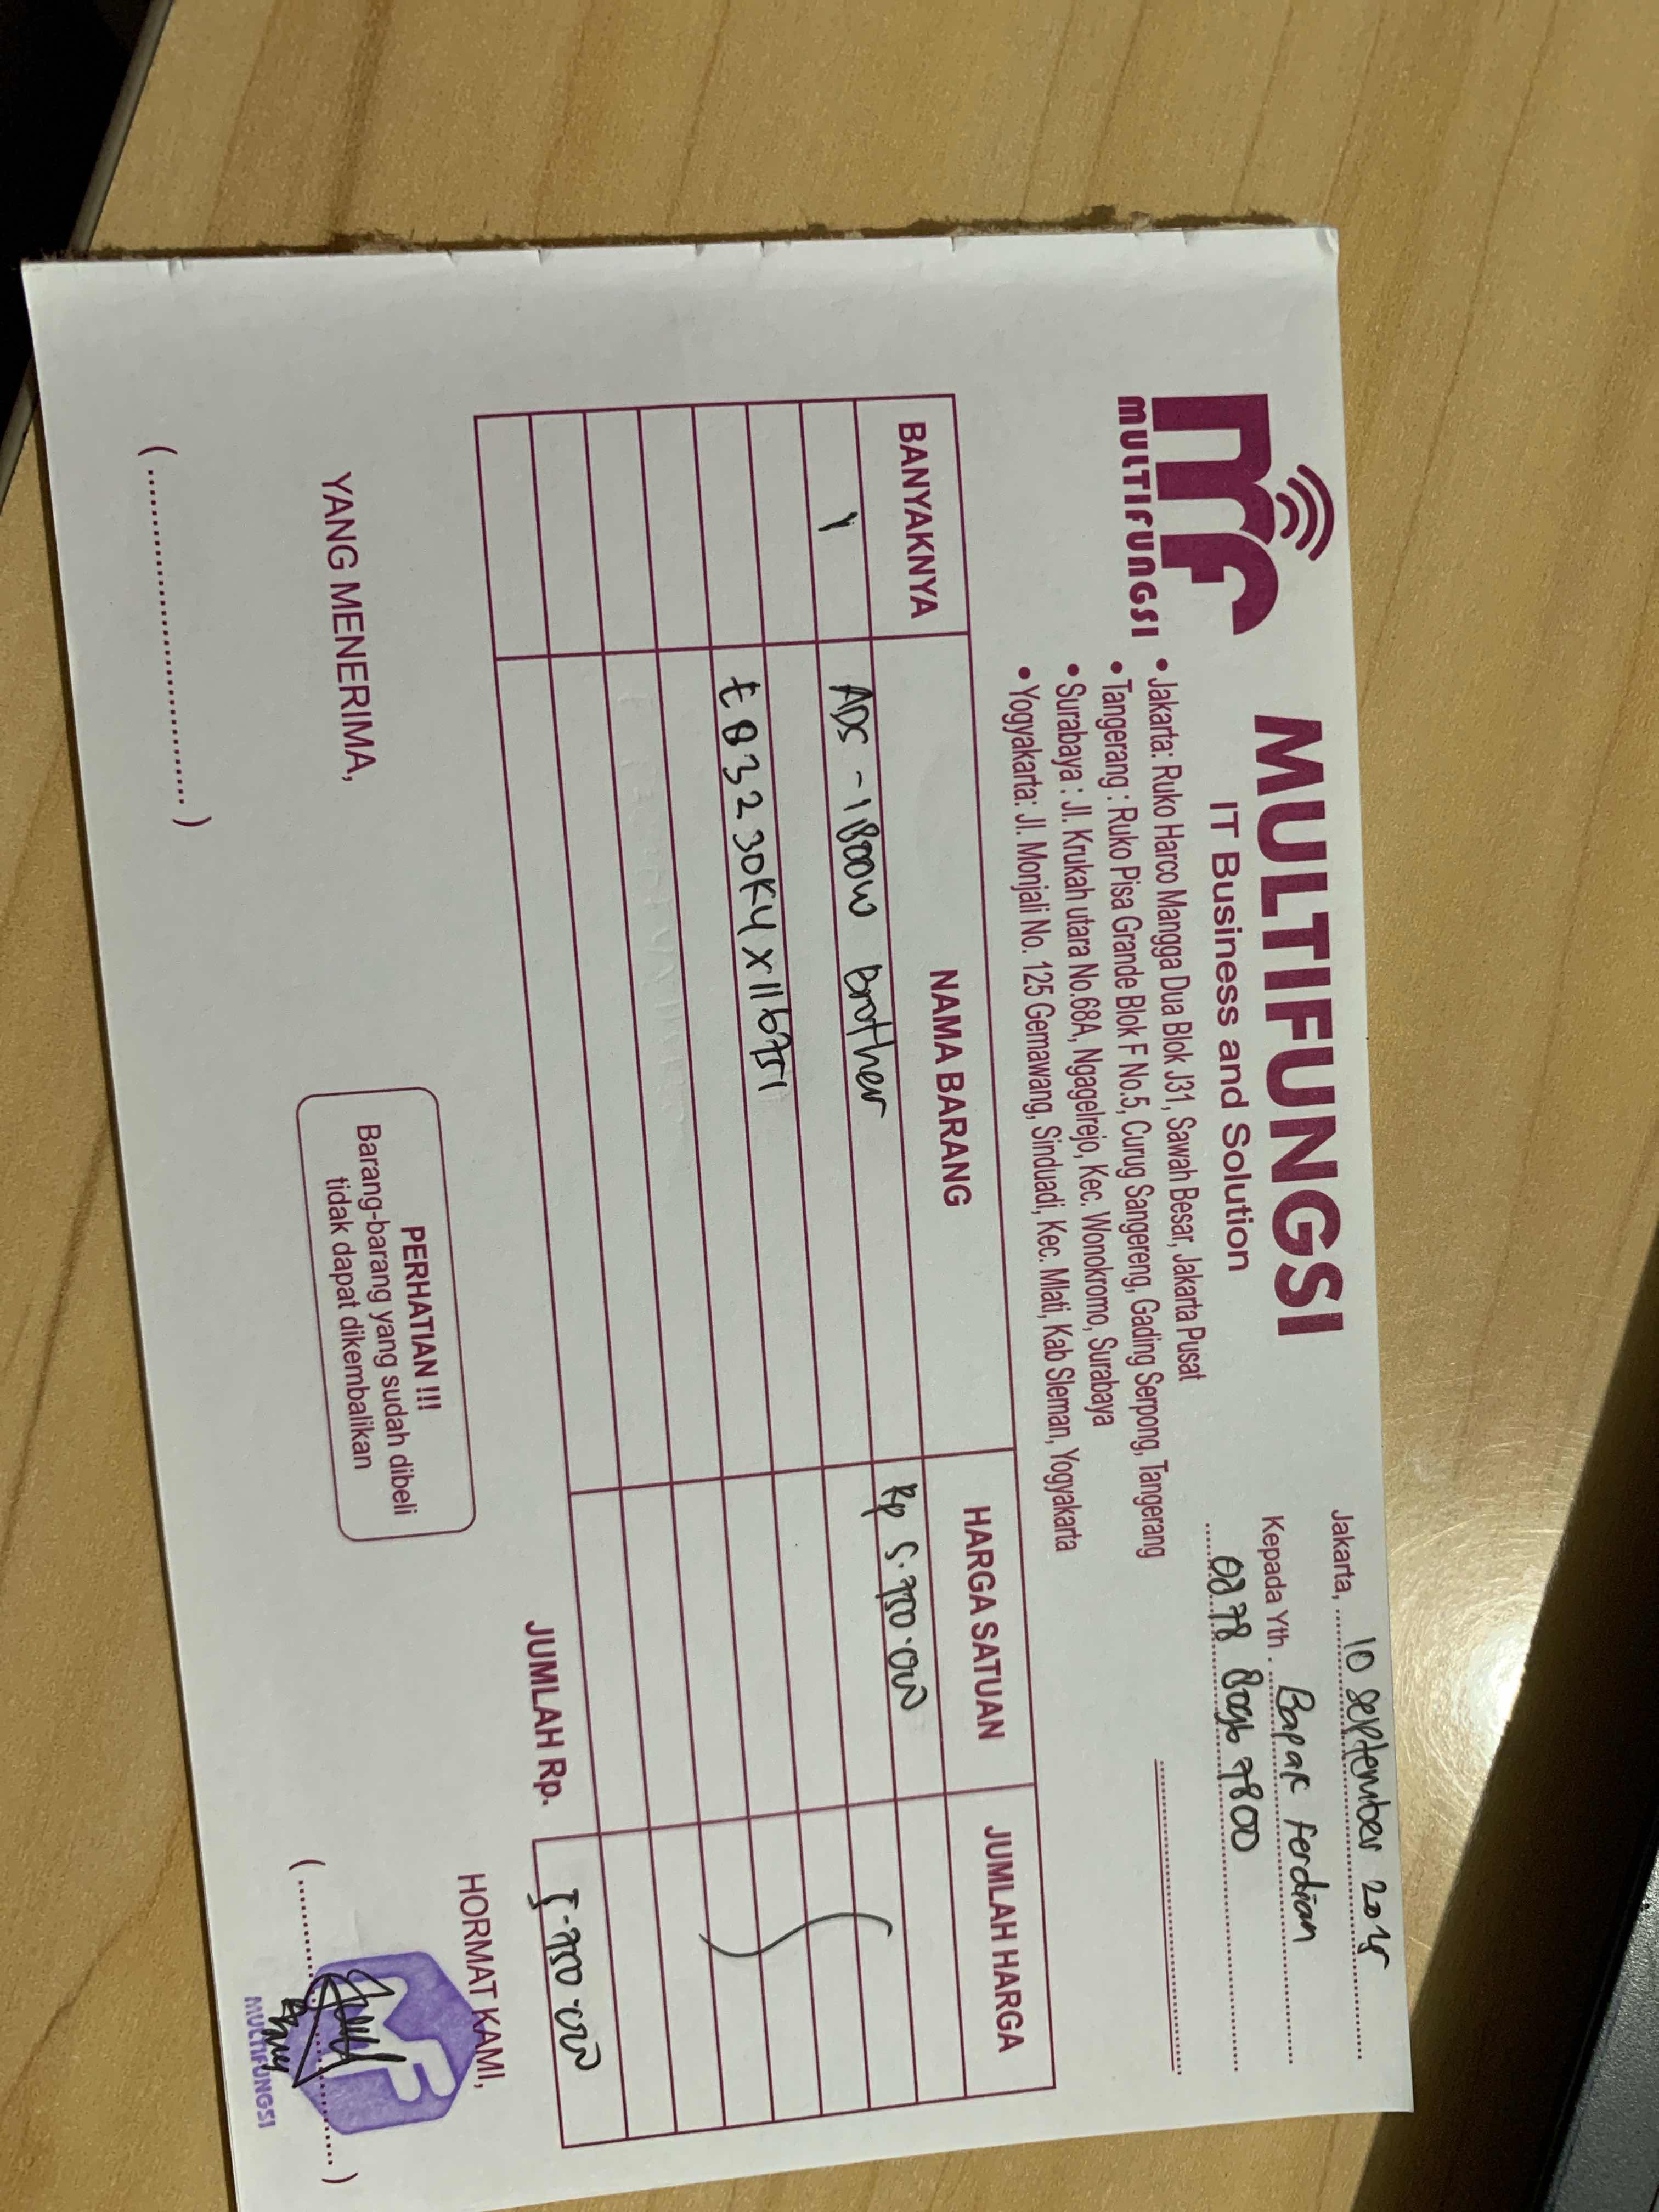 mf
MULTIFUNGSI
MULTIFUNGSI
IT Business and Solution
• Jakarta: Ruko Harco Mangga Dua Blok J31, Sawah Besar, Jakarta Pusat
• Tangerang : Ruko Pisa Grande Blok F No.5, Curug Sangereng, Gading Serpong, Tangerang
• Surabaya : Jl. Krukah utara No.68A, Ngagelrejo, Kec. Wonokromo, Surabaya
• Yogyakarta: Jl. Monjali No. 125 Gemawang, Sinduadi, Kec. Mlati, Kab Sleman, Yogyakarta
Jakarta, 10 September
Kepada Yth. Bapak Ferdian
7800
BANYAKNYA NAMA BARANG HARGA SATUAN JUMLAH HARGA
1 ADS - 1800W Brother Rp 5.700.000
JUMLAH Rp. 5.700.000
YANG MENERIMA,
(........................)
PERHATIAN !!!
Barang-barang yang sudah dibeli
tidak dapat dikembalikan
HORMAT KAMI,
MF
MULTIFUNGSI